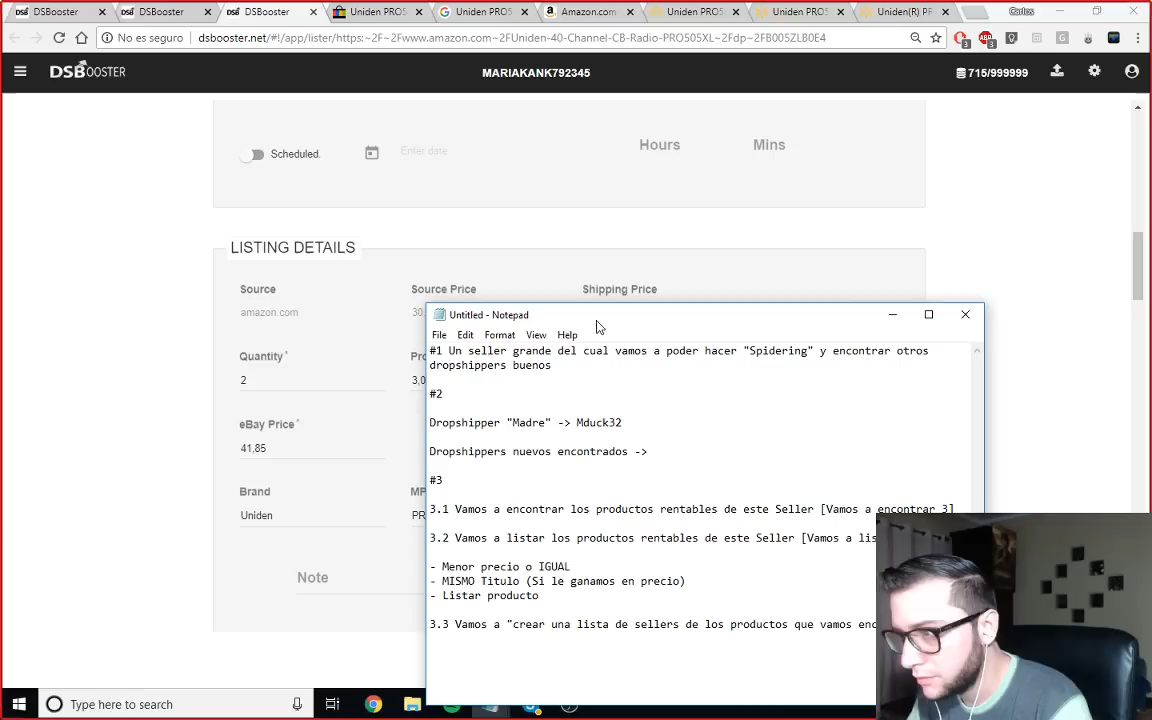 DSBooster
DSBooster
DSBooster
Uniden PRO5
Uniden PRO5
Amazon.com
Uniden PRO5
Uniden PRO5
Uniden(R) PR
Carlos
No es seguro
dsbooster.net/#!/app/lister/https:~2F~2Fwww.amazon.com~2FUniden-40-Channel-CB-Radio-PRO505XL~2Fdp~2FB005ZLB0E4
DSBooster
MARIAKANK792345
715/999999
Scheduled.
Enter date
Hours
Mins
LISTING DETAILS
Source
Source Price
Shipping Price
amazon.com
30
Quantity*
2
3,0
eBay Price*
41,85
Brand
Uniden
Note
Untitled - Notepad
File Edit Format View Help
#1 Un seller grande del cual vamos a poder hacer "Spidering" y encontrar otros
dropshippers buenos
#2
Dropshipper "Madre" -> Mduck32
Dropshippers nuevos encontrados ->
#3
3.1 Vamos a encontrar los productos rentables de este Seller [Vamos a encontrar 3]
3.2 Vamos a listar los productos rentables de este Seller [Vamos a lis
- Menor precio o IGUAL
- MISMO Titulo (Si le ganamos en precio)
- Listar producto
3.3 Vamos a "crear una lista de sellers de los productos que vamos enc
Type here to search